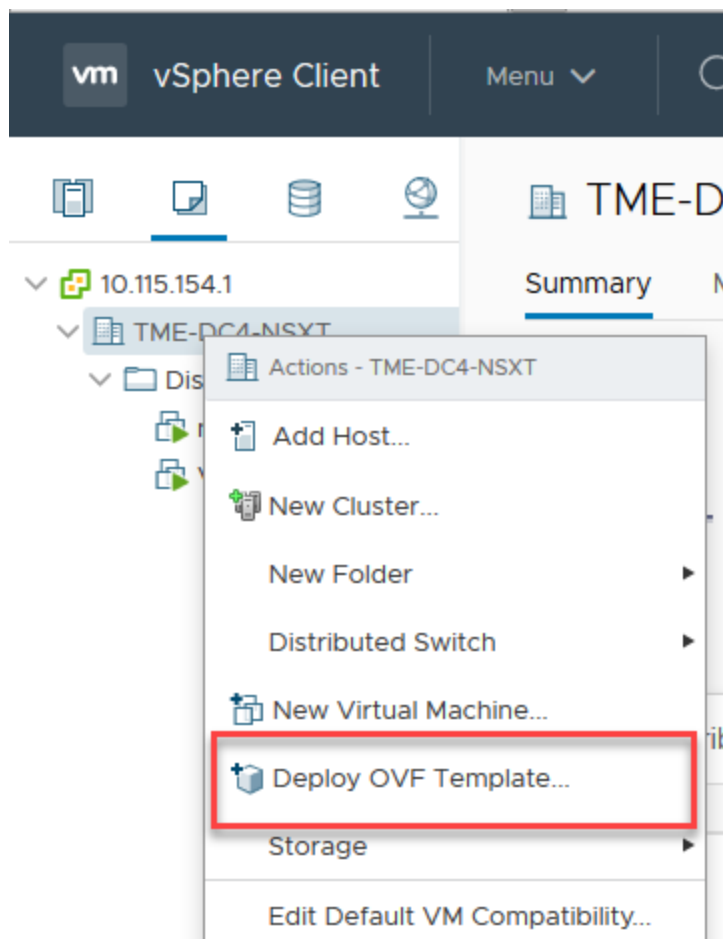 vm vSphere Client Menu
TME-D
Summary
10.115.154.1
TME-DC4-NSXT
Dis
Actions - TME-DC4-NSXT
Add Host...
New Cluster...
New Folder
Distributed Switch
New Virtual Machine...
Deploy OVF Template...
Storage
Edit Default VM Compatibility...